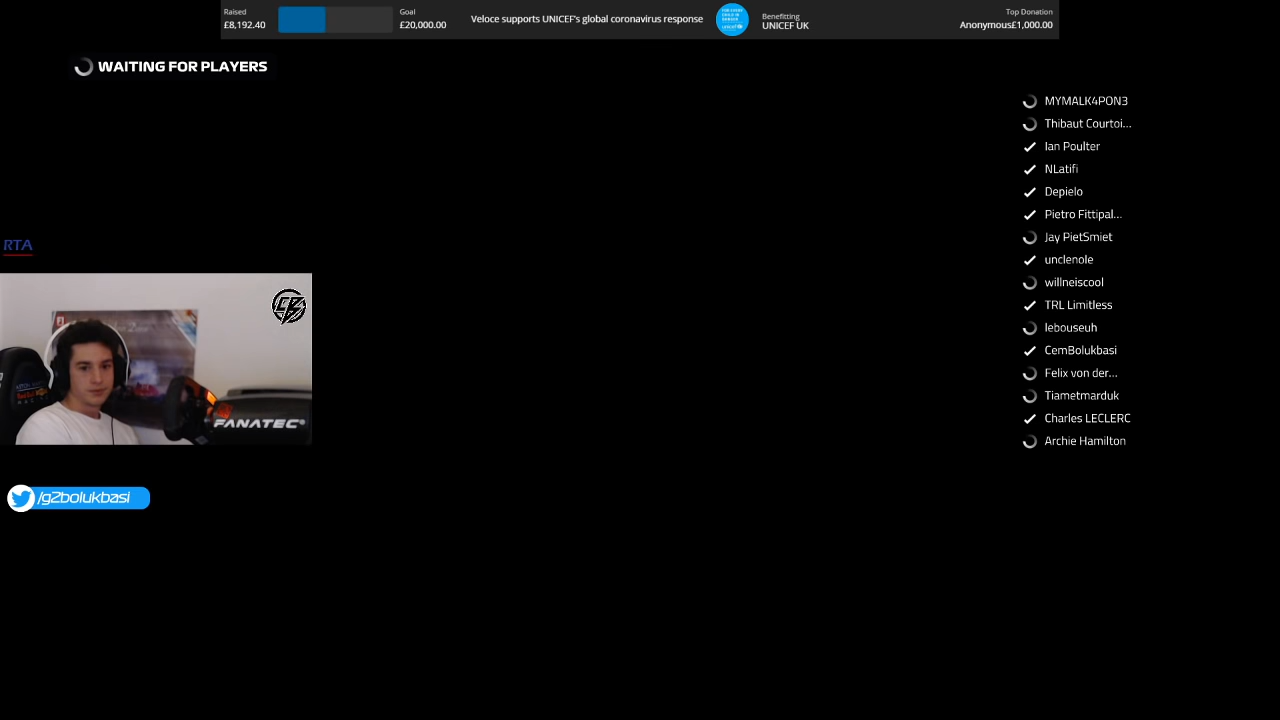 Raised
£8,192.40
Goal
£20,000.00
Veloce supports UNICEF's global coronavirus response
unicef
Benefitting
UNICEF UK
Top Donation
Anonymous£1,000.00
WAITING FOR PLAYERS
MYMALK4PON3
Thibaut Courtoi...
Ian Poulter
NLatifi
Depielo
Pietro Fittipal...
Jay PietSmiet
unclenole
willneiscool
TRL Limitless
lebouseuh
CemBolukbasi
Felix von der...
Tiametmarduk
Charles LECLERC
Archie Hamilton
RTA
CB
FANATEC
/g2bolukbasi